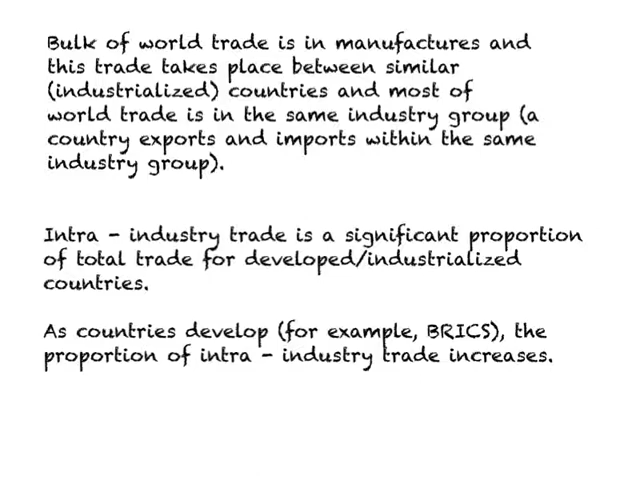 Bulk of world trade is in manufactures and
this trade takes place between similar
(industrialized) countries and most of
world trade is in the same industry group (a
country exports and imports within the same
industry group).
Intra - industry trade is a significant proportion
of total trade for developed/industrialized
countries.
As countries develop (for example, BRICS), the
proportion of intra - industry trade increases.